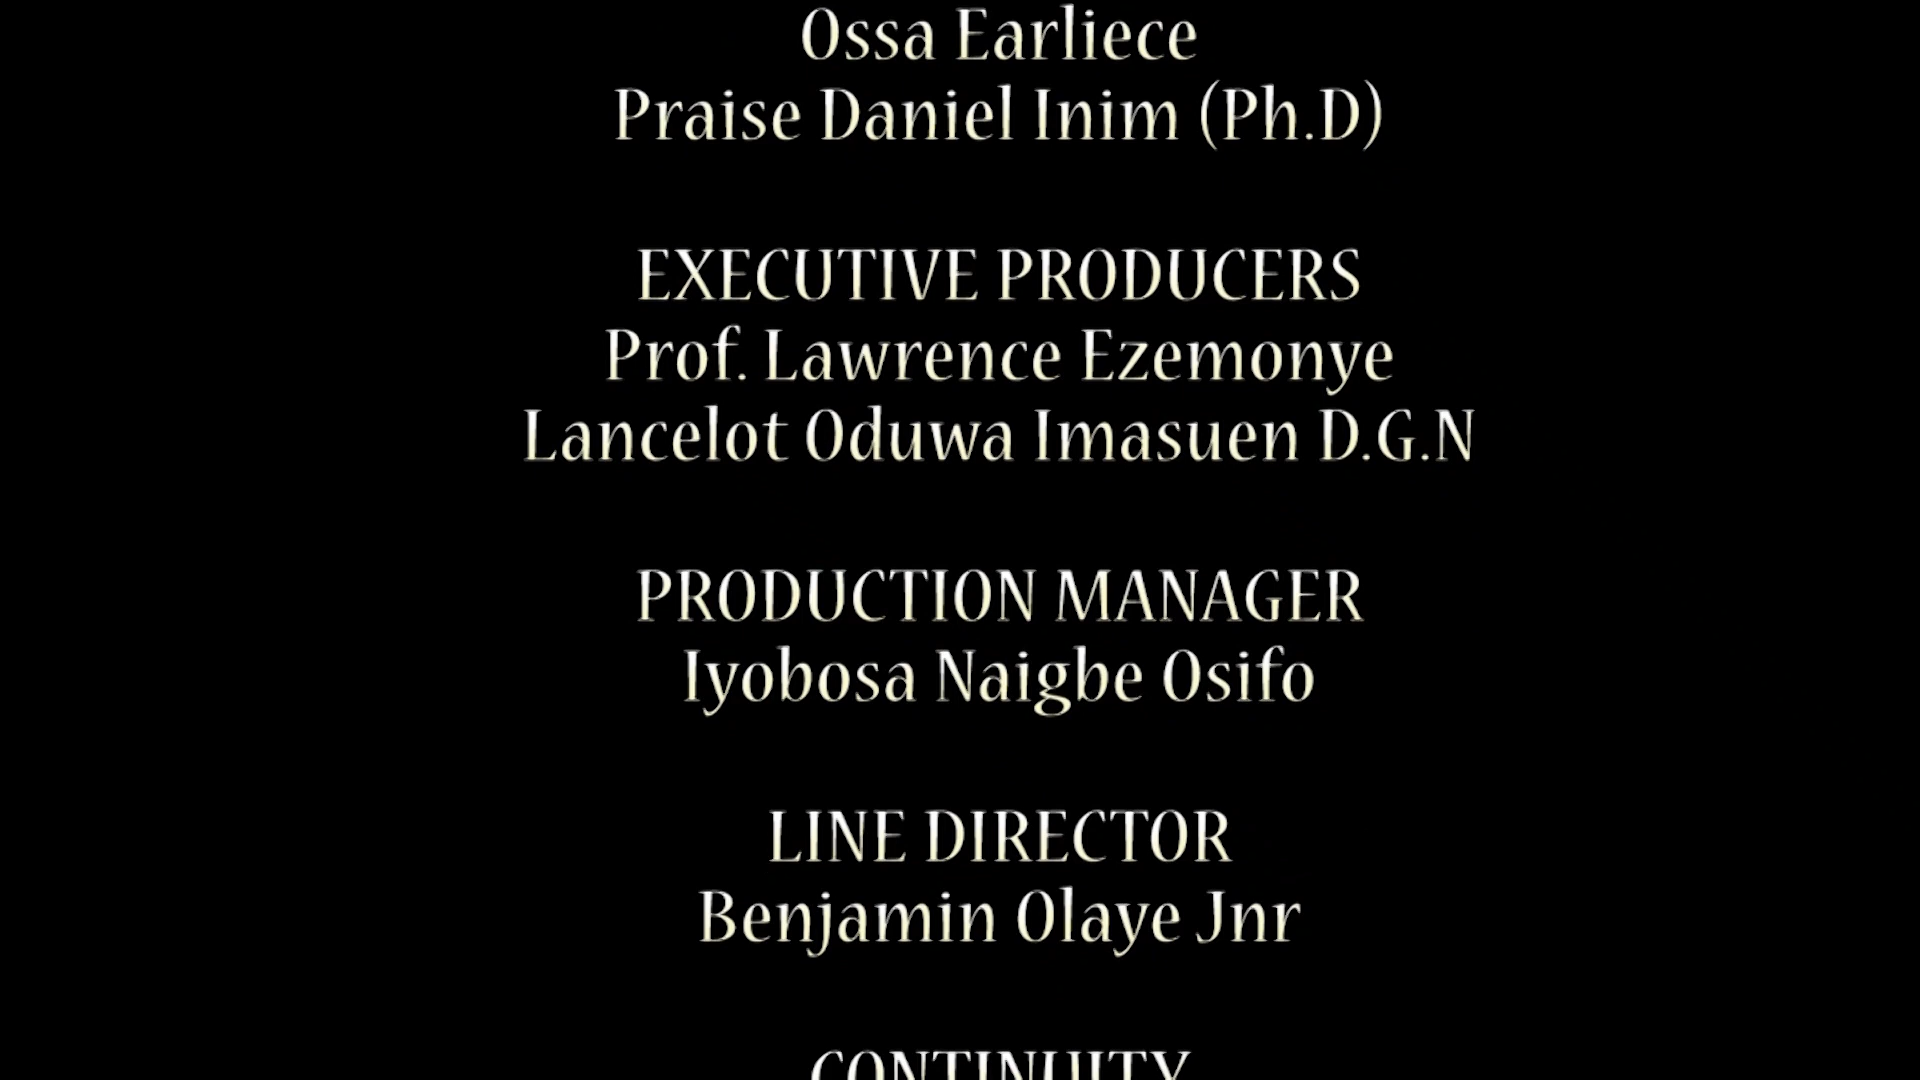 Ossa Earliece
Praise Daniel Inim (Ph.D)
EXECUTIVE PRODUCERS
Prof. Lawrence Ezemonye
Lancelot Oduwa Imasuen D.G.N
PRODUCTION MANAGER
Iyobosa Naigbe Osifo
LINE DIRECTOR
Benjamin Olaye Jnr
CONTINUITY